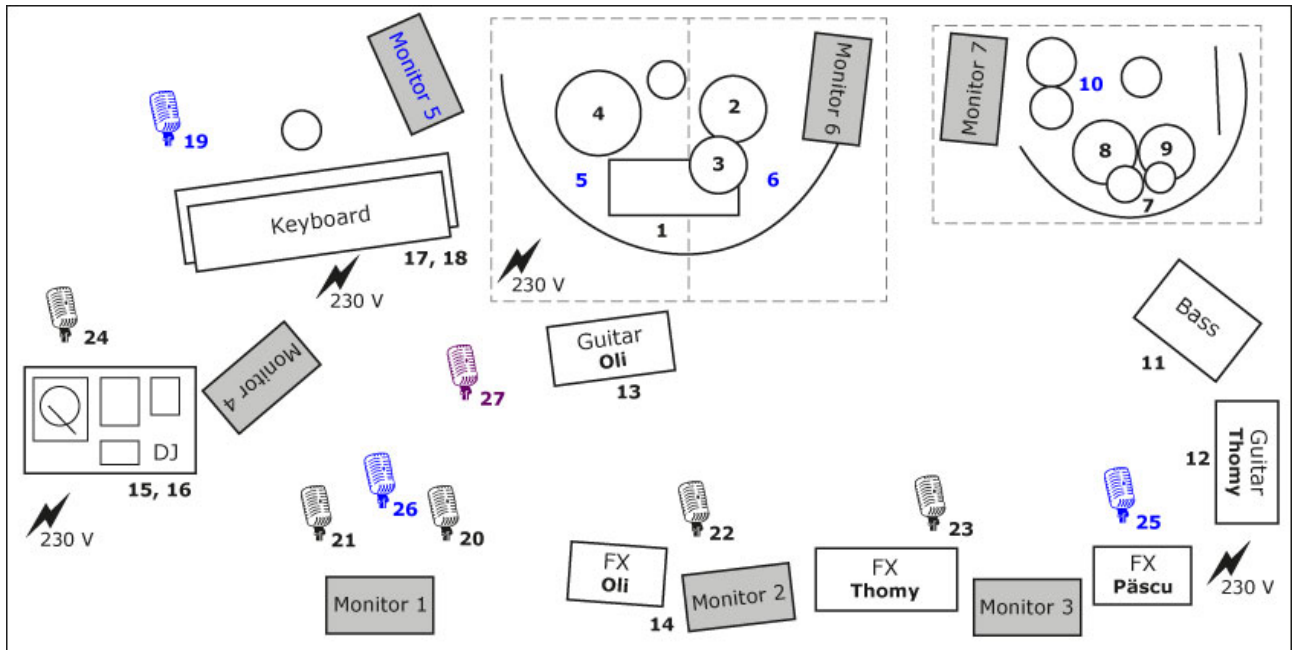 Monitor 5
Monitor 6
Monitor 7
10
19
4
2
3
5
6
8
9
7
1
Keyboard
17, 18
230 V
230 V
24
Monitor 4
27
Guitar
Oli
13
Bass
11
DJ
15, 16
12
Guitar
Thomy
230 V
21
26
20
22
23
25
FX
Oli
14
Monitor 1
Monitor 2
FX
Thomy
Monitor 3
FX
Päscu
230 V